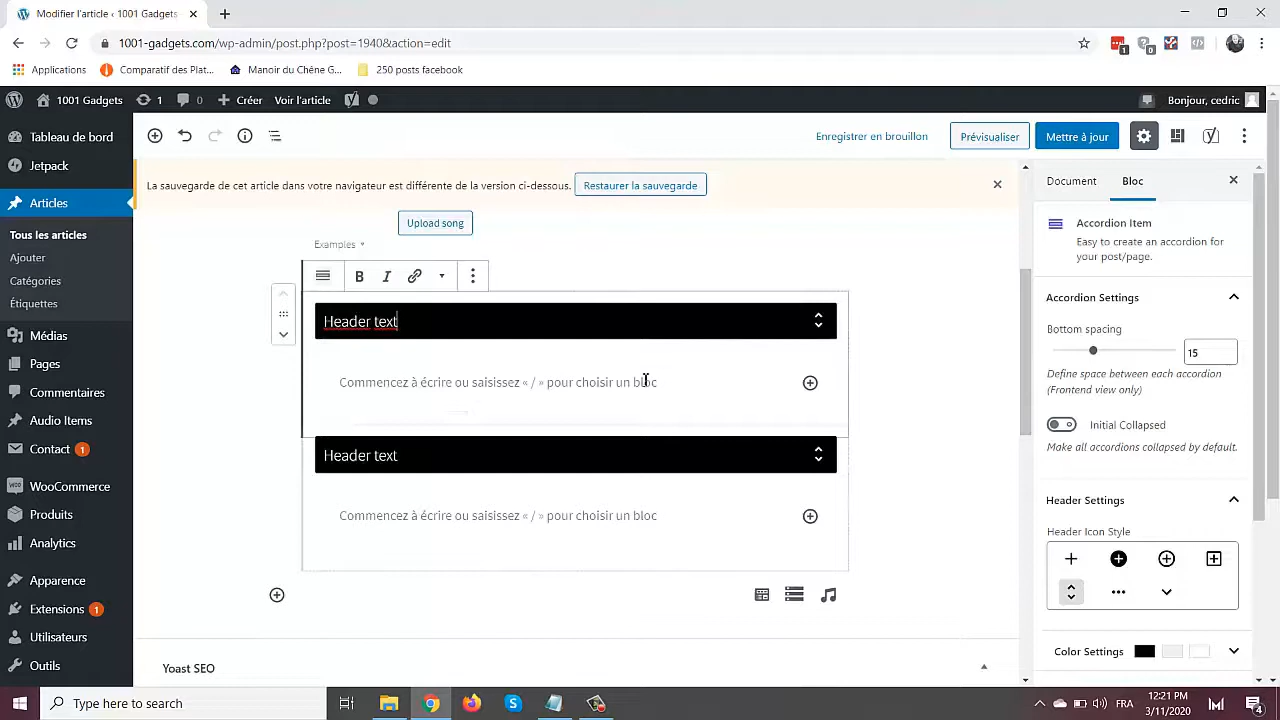 Modifier l'article ‹ 1001 Gadgets
1001-gadgets.com/wp-admin/post.php?post=1940&action=edit
1
0
Applications
Comparatif des Plat...
Manoir du Chêne G...
250 posts facebook
1001 Gadgets
1
0
Créer
Voir l'article
Bonjour, cedric
Tableau de bord
Jetpack
Articles
Tous les articles
Ajouter
Catégories
Étiquettes
Médias
Pages
Commentaires
Audio Items
Contact 1
WooCommerce
Produits
Analytics
Apparence
Extensions 1
Utilisateurs
Outils
Enregistrer en brouillon
Prévisualiser
Mettre à jour
La sauvegarde de cet article dans votre navigateur est différente de la version ci-dessous.
Restaurer la sauvegarde
Upload song
Examples
B
I
Header text
Commencez à écrire ou saisissez « / » pour choisir un bloc
Header text
Commencez à écrire ou saisissez « / » pour choisir un bloc
Yoast SEO
Document
Bloc
Accordion Item
Easy to create an accordion for
your post/page.
Accordion Settings
Bottom spacing
15
Define space between each accordion
(Frontend view only)
Initial Collapsed
Make all accordions collapsed by default.
Header Settings
Header Icon Style
Color Settings
Type here to search
FR
12:21 PM
3/11/2020
4